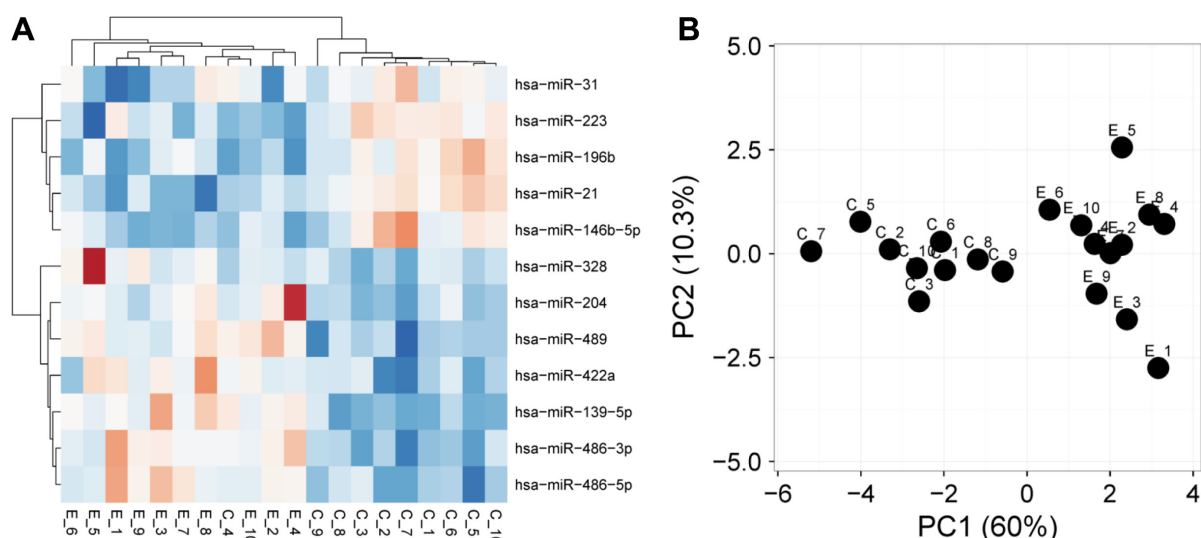 A
hsa−miR−31
hsa−miR−223
hsa−miR−196b
hsa−miR−21
hsa−miR−146b−5p
hsa−miR−328
hsa−miR−204
hsa−miR−489
hsa−miR−422a
hsa−miR−139−5p
hsa−miR−486−3p
hsa−miR−486−5p
E_6
E_5
E_1
E_9
E_3
E_7
E_8
C_4
E_10
E_2
E_4
C_9
C_8
C_3
C_2
C_7
C_1
C_6
C_5
C_10
B
5.0
2.5
0.0
−2.5
−5.0
PC2 (10.3%)
E_5
E_6
E_8
E_10
C_5
C_6
C_2
C_7
C_8
C_9
C_3
E_9
E_3
E_1
−6
−4
−2
0
2
4
PC1 (60%)